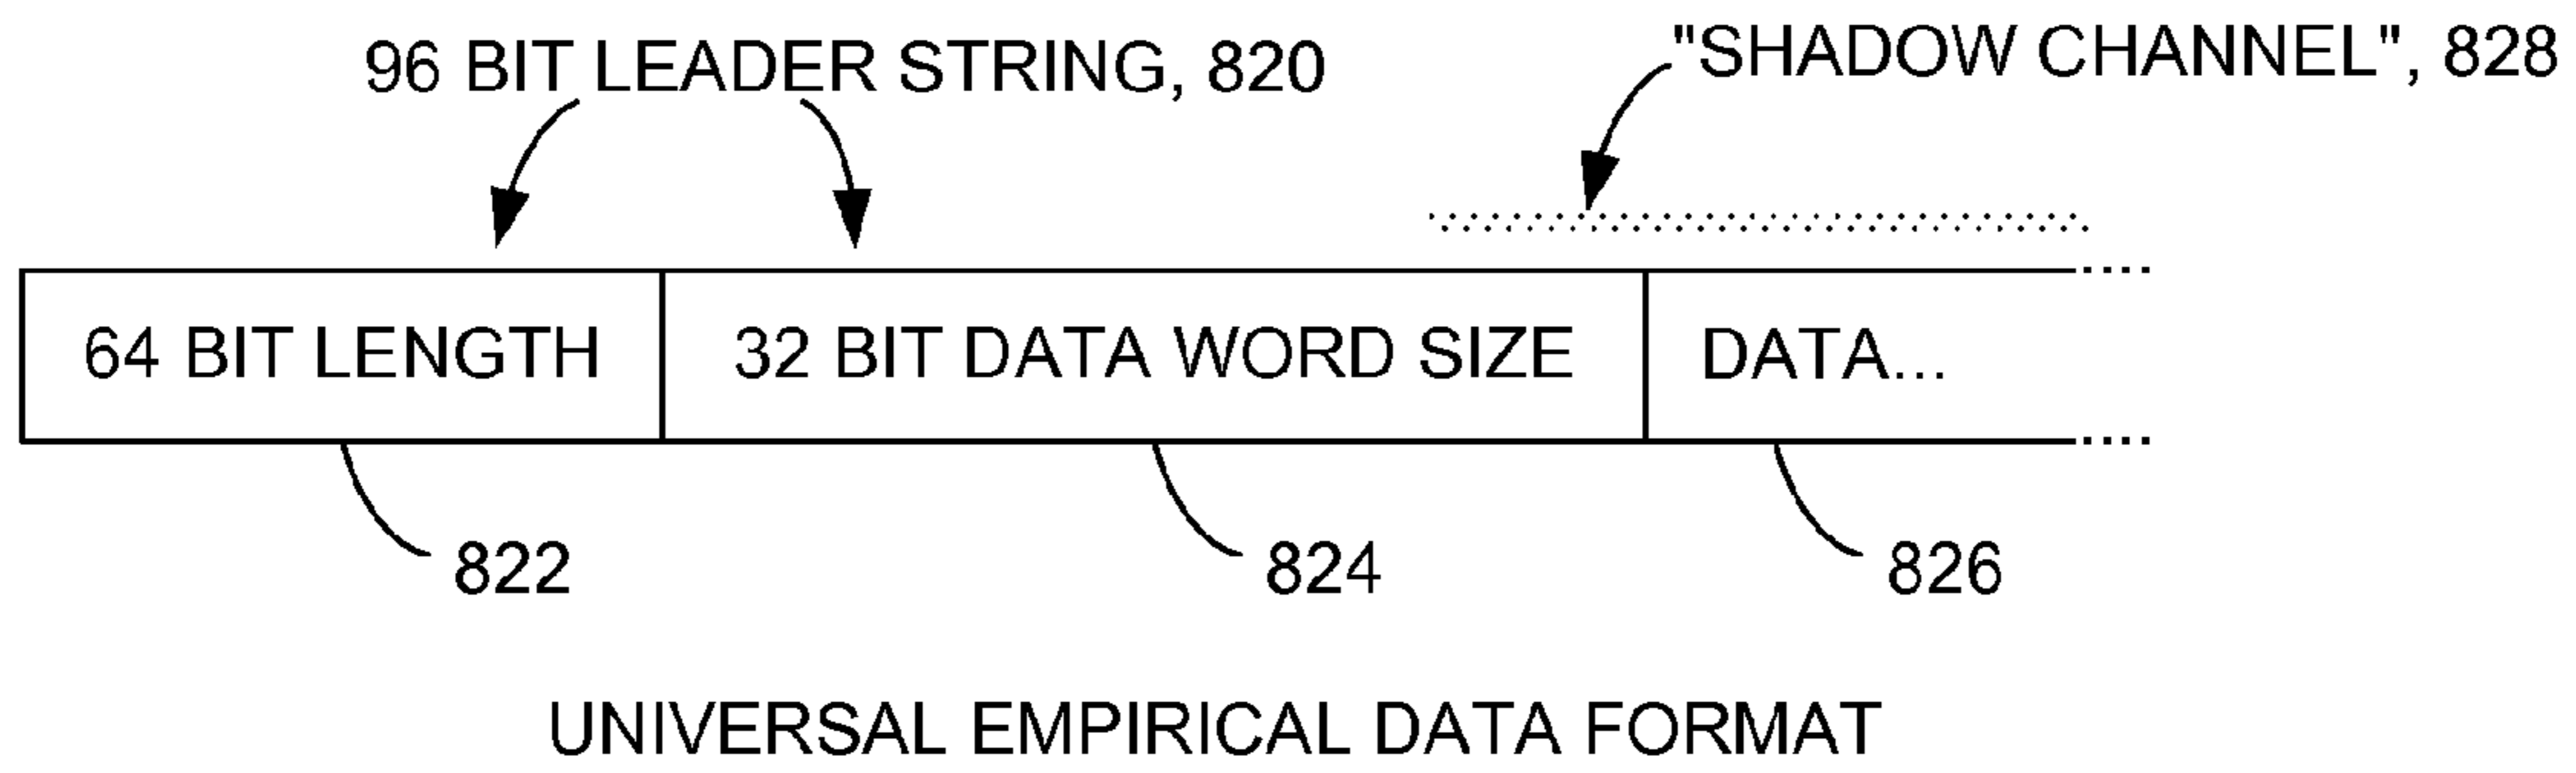 96 BIT LEADER STRING, 820
"SHADOW CHANNEL", 828
64 BIT LENGTH
32 BIT DATA WORD SIZE
DATA...
822
824
826
UNIVERSAL EMPIRICAL DATA FORMAT